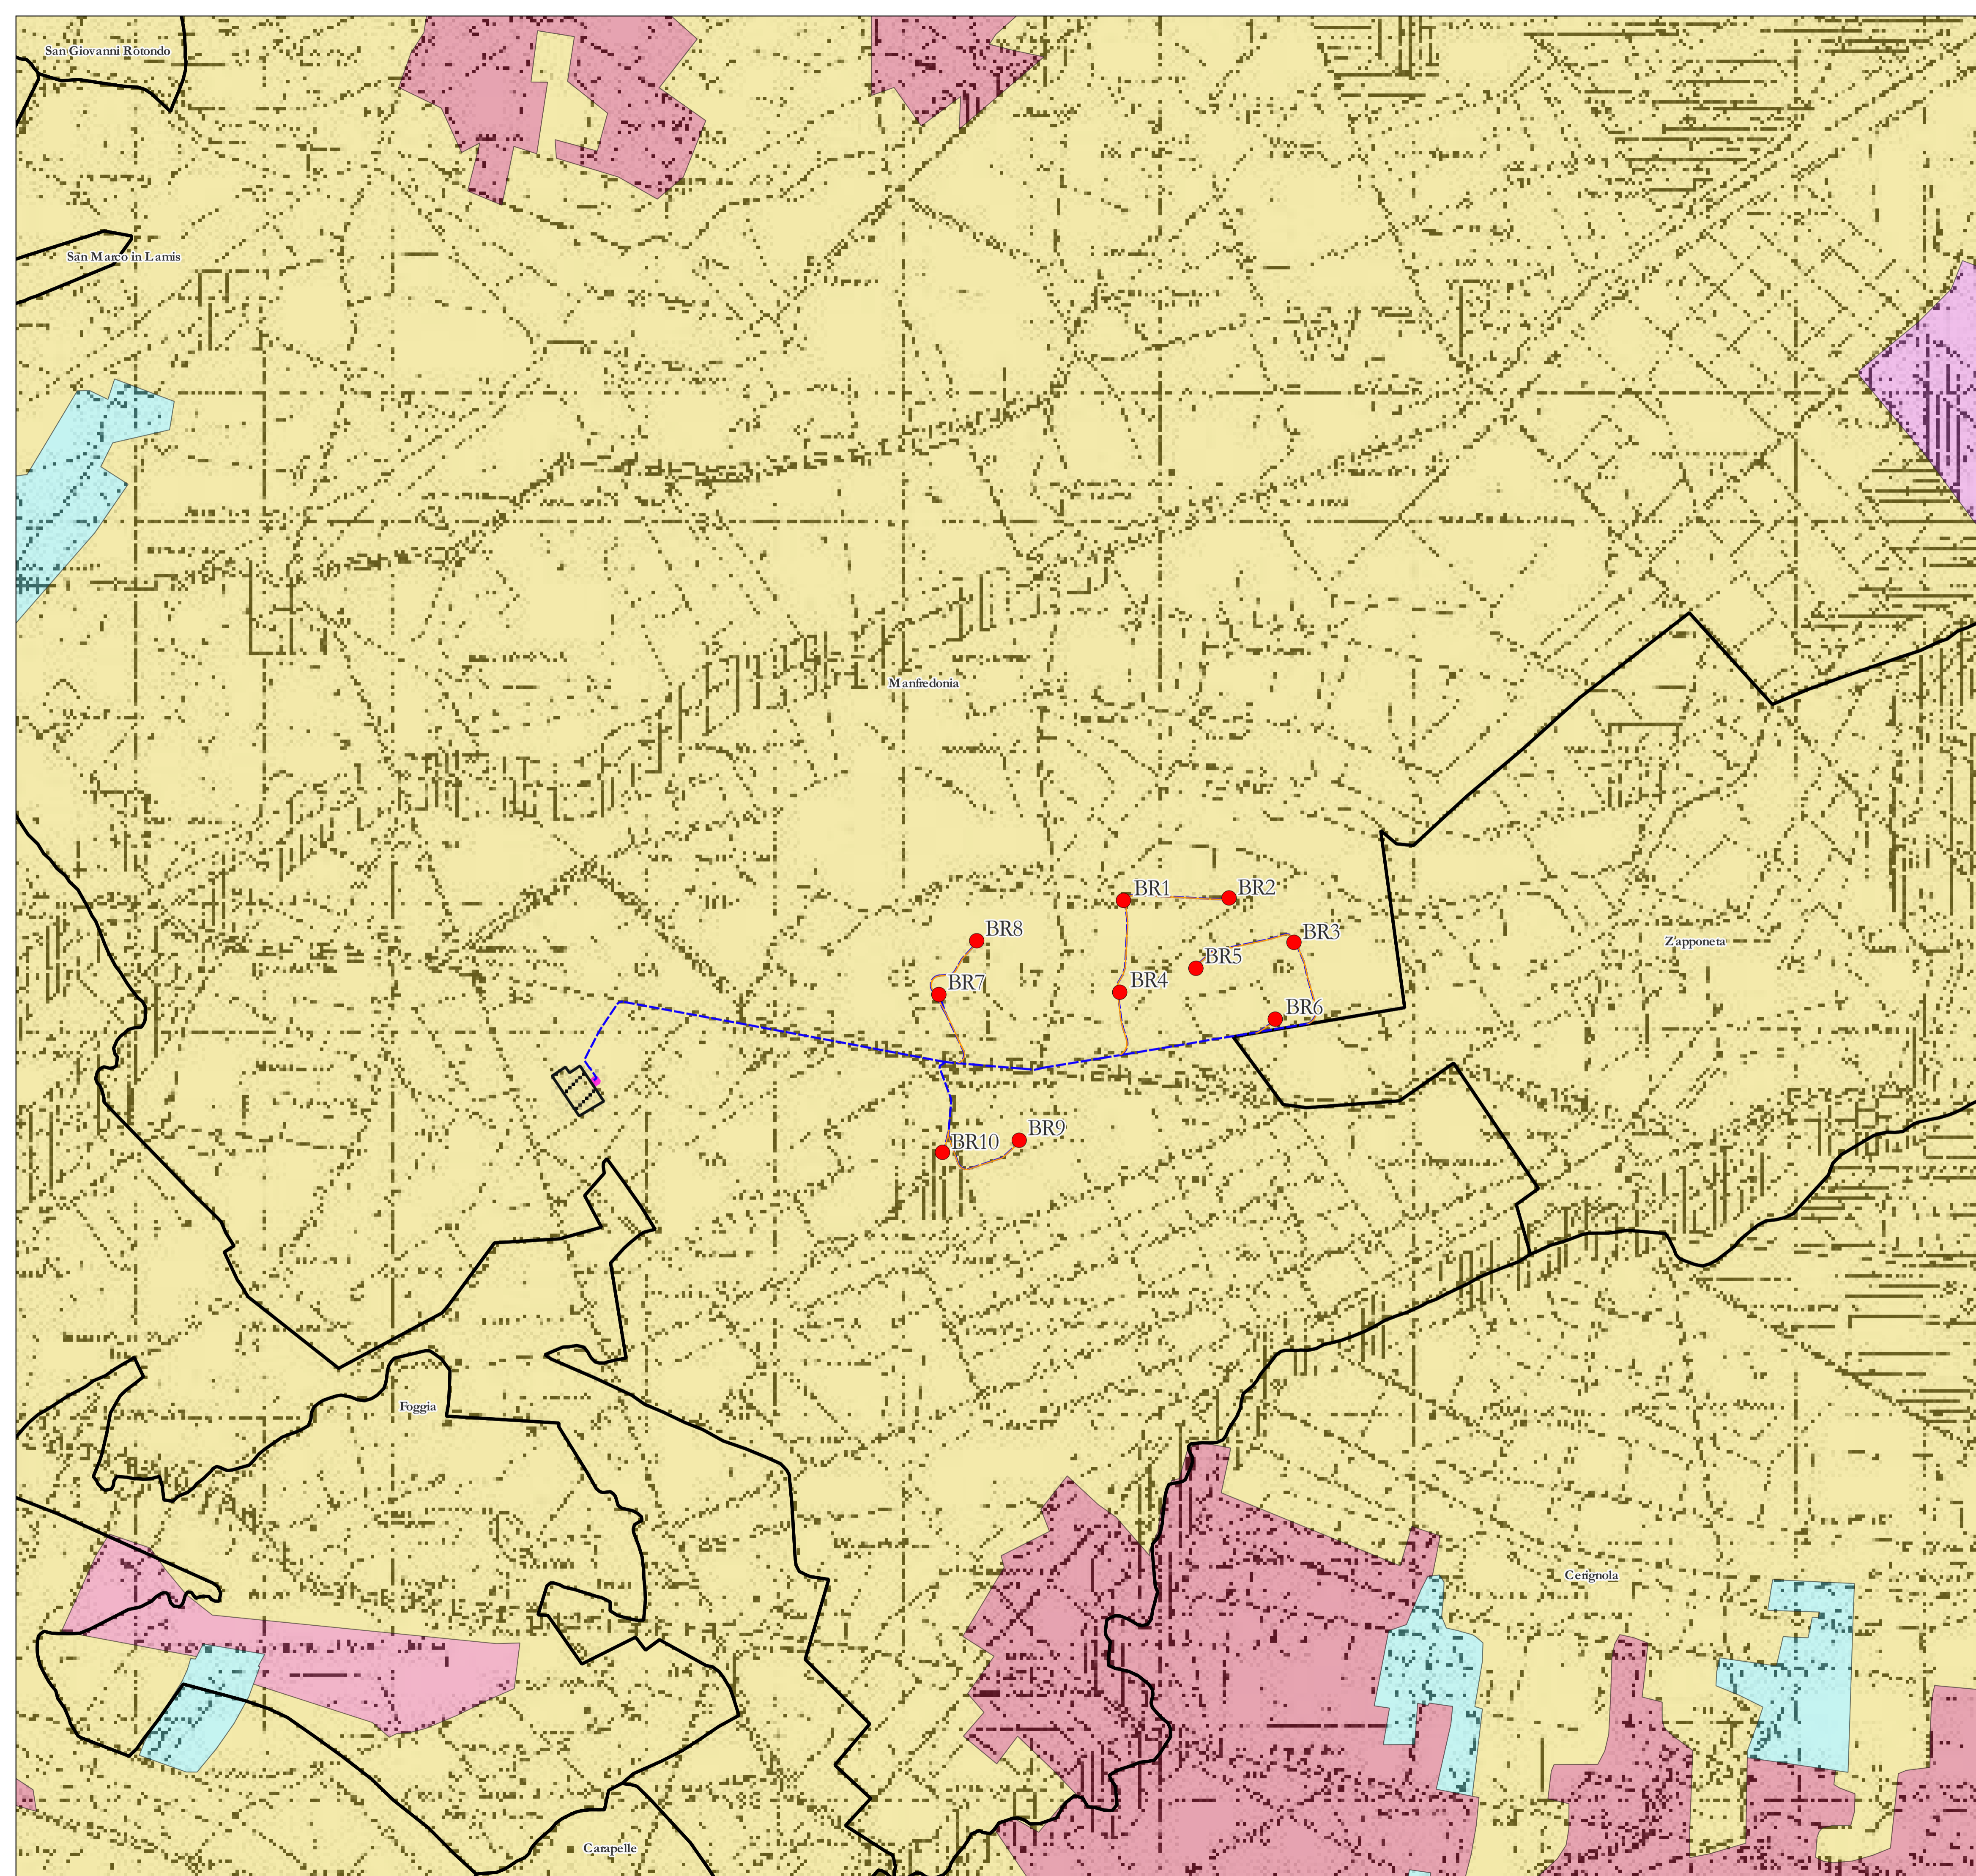 San Giovanni Rotondo
San Marco in Lamis
Manfredonia
BR1
BR2
BR8
BR3
Zapponeta
BR5
BR7
BR4
BR6
BR9
BR10
Foggia
Cerignola
Carapelle